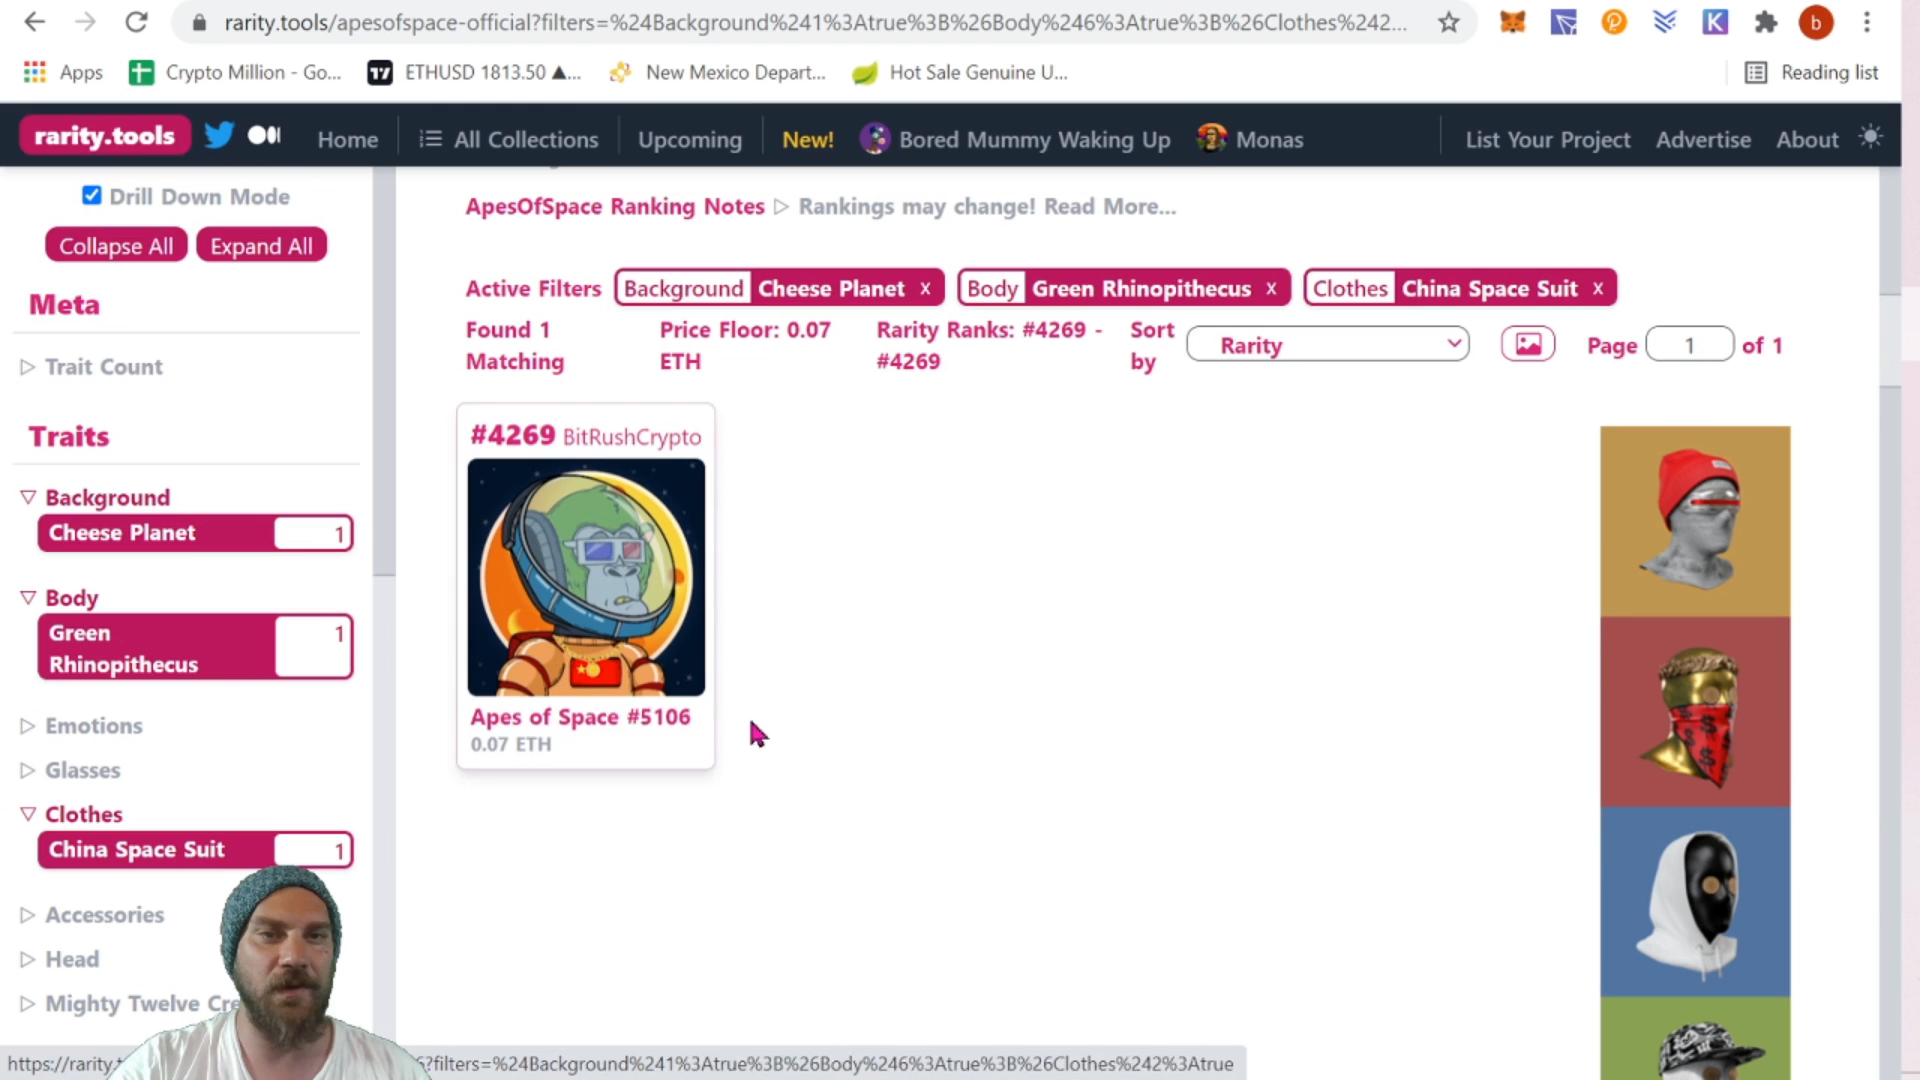 rarity.tools/apesofspace-official?filters=%24Background%241%3Atrue%3B%26Body%246%3Atrue%3B%26Clothes%242...
K
b
Apps
Crypto Million - Go...
ETHUSD 1813.50 ▲...
New Mexico Depart...
Hot Sale Genuine U...
Reading list
rarity.tools
Home
All Collections
Upcoming
New!
Bored Mummy Waking Up
Monas
List Your Project
Advertise
About
Drill Down Mode
Collapse All
Expand All
Meta
Trait Count
Traits
Background
Cheese Planet 1
Body
Green 1
Rhinopithecus
Emotions
Glasses
Clothes
China Space Suit 1
Accessories
Head
Mighty Twelve Cre
ApesOfSpace Ranking Notes ▷ Rankings may change! Read More...
Active Filters
Background Cheese Planet x
Body Green Rhinopithecus x
Clothes China Space Suit x
Found 1
Matching
Price Floor: 0.07
ETH
Rarity Ranks: #4269 -
#4269
Sort
by
Rarity
Page 1 of 1
#4269 BitRushCrypto
Apes of Space #5106
0.07 ETH
https://rarity.t
?filters=%24Background%241%3Atrue%3B%26Body%246%3Atrue%3B%26Clothes%242%3Atrue